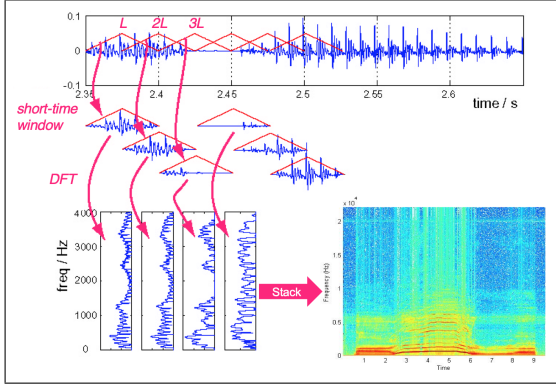 0.1
L 2L 3L
0
-0.1
2.35 2.4 2.45 2.5 2.55 2.6
time / s
short-time
window
DFT
4000
3000
2000
1000
0
freq / Hz
Stack
x 10⁴
2
1.5
1
0.5
0
Frequency (Hz)
1 2 3 4 5 6 7 8 9
Time